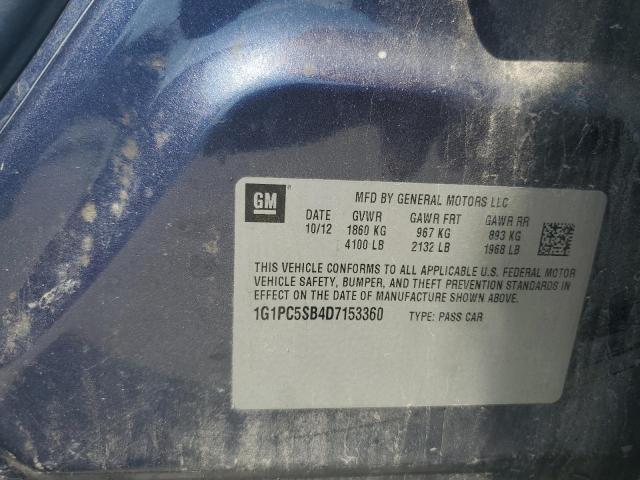 GM
MFD BY GENERAL MOTORS LLC
DATE GVWR GAWR FRT GAWR RR
10/12 1860 KG 967 KG 893 KG
4100 LB 2132 LB 1968 LB
THIS VEHICLE CONFORMS TO ALL APPLICABLE U.S. FEDERAL MOTOR
VEHICLE SAFETY, BUMPER, AND THEFT PREVENTION STANDARDS IN
EFFECT ON THE DATE OF MANUFACTURE SHOWN ABOVE.
1G1PC5SB4D7153360 TYPE: PASS CAR